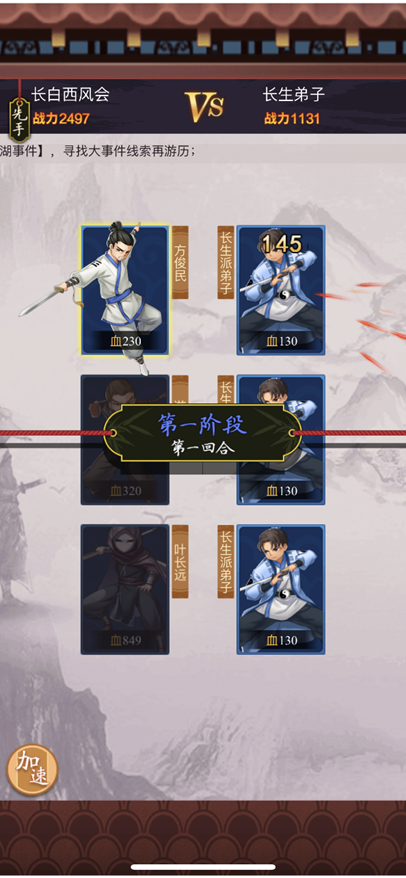 长白西风会
VS
长生弟子
先手
战力2497
战力1131
湖事件】，寻找大事件线索再游历；
方俊民
血230
长生派弟子
145
血130
第一阶段
第一回合
血320
长生
血130
叶长远
血849
长生派弟子
血130
加速